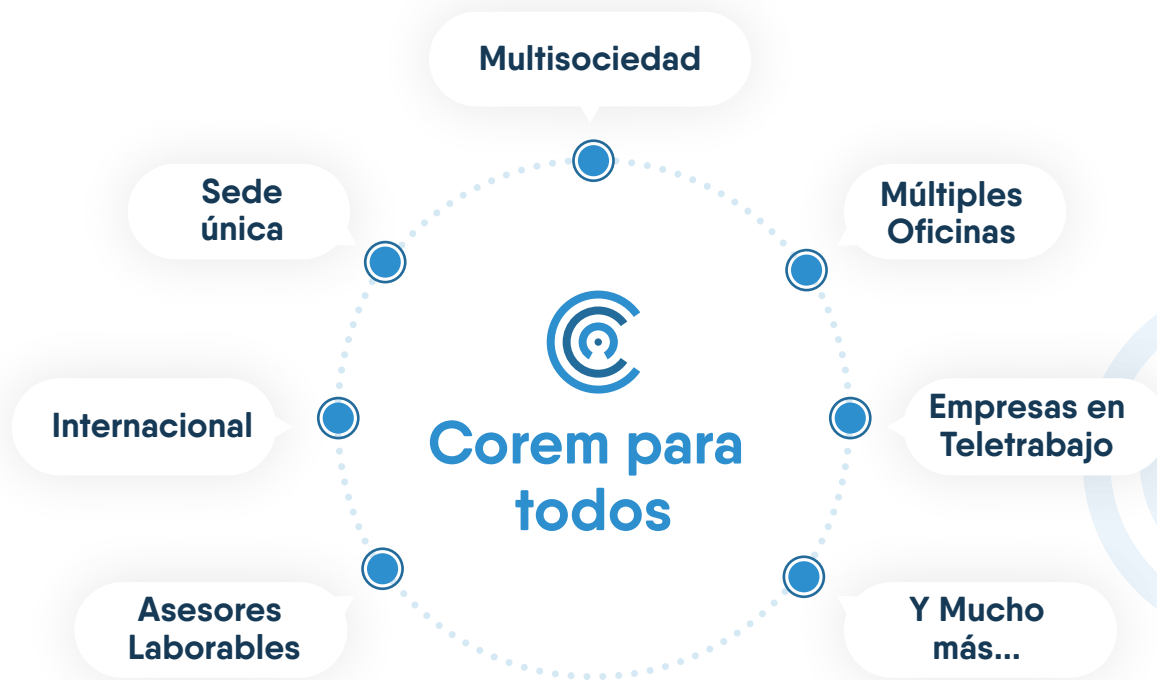 Multisociedad
Sede
única
Múltiples
Oficinas
Internacional
Corem para
todos
Empresas en
Teletrabajo
Asesores
Laborables
Y Mucho
más...